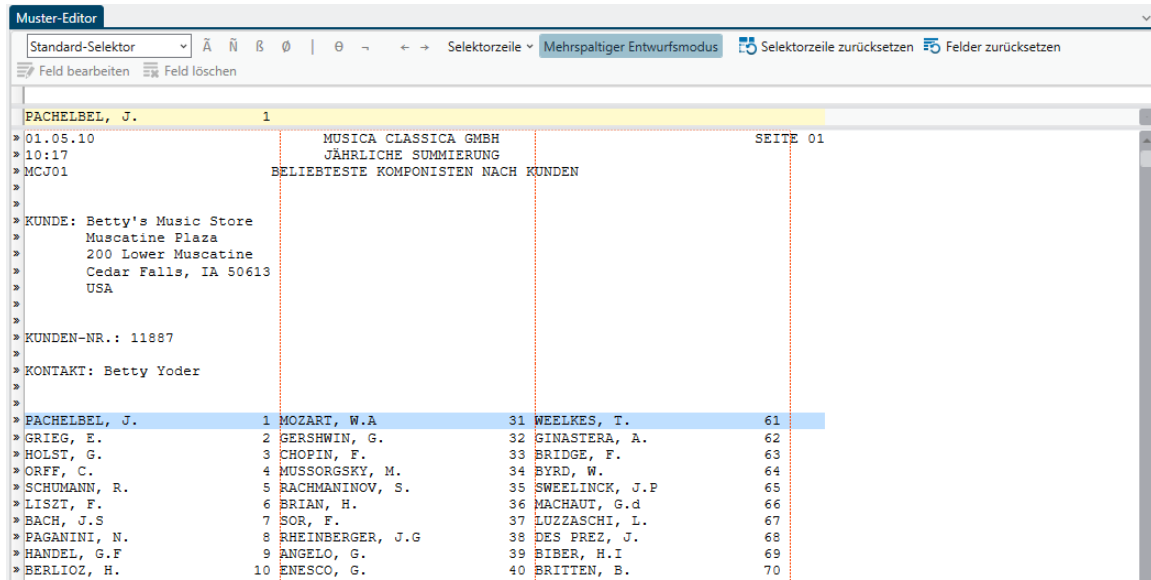 Muster-Editor
Standard-Selektor Ã Ñ ß Ø | Θ ¬ ← → Selektorzeile Mehrspaltiger Entwurfsmodus Selektorzeile zurücksetzen Felder zurücksetzen
Feld bearbeiten Feld löschen
PACHELBEL, J. 1
» 01.05.10 MUSICA CLASSICA GMBH SEITE 01
» 10:17 JÄHRLICHE SUMMIERUNG
» MCJ01 BELIEBTESTE KOMPONISTEN NACH KUNDEN
»
»
» KUNDE: Betty's Music Store
» Muscatine Plaza
» 200 Lower Muscatine
» Cedar Falls, IA 50613
» USA
»
»
» KUNDEN-NR.: 11887
»
» KONTAKT: Betty Yoder
»
»
» PACHELBEL, J. 1 MOZART, W.A 31 WEELKES, T. 61
» GRIEG, E. 2 GERSHWIN, G. 32 GINASTERA, A. 62
» HOLST, G. 3 CHOPIN, F. 33 BRIDGE, F. 63
» ORFF, C. 4 MUSSORGSKY, M. 34 BYRD, W. 64
» SCHUMANN, R. 5 RACHMANINOV, S. 35 SWEELINCK, J.P 65
» LISZT, F. 6 BRIAN, H. 36 MACHAUT, G.d 66
» BACH, J.S 7 SOR, F. 37 LUZZASCHI, L. 67
» PAGANINI, N. 8 RHEINBERGER, J.G 38 DES PREZ, J. 68
» HANDEL, G.F 9 ANGELO, G. 39 BIBER, H.I 69
» BERLIOZ, H. 10 ENESCO, G. 40 BRITTEN, B. 70